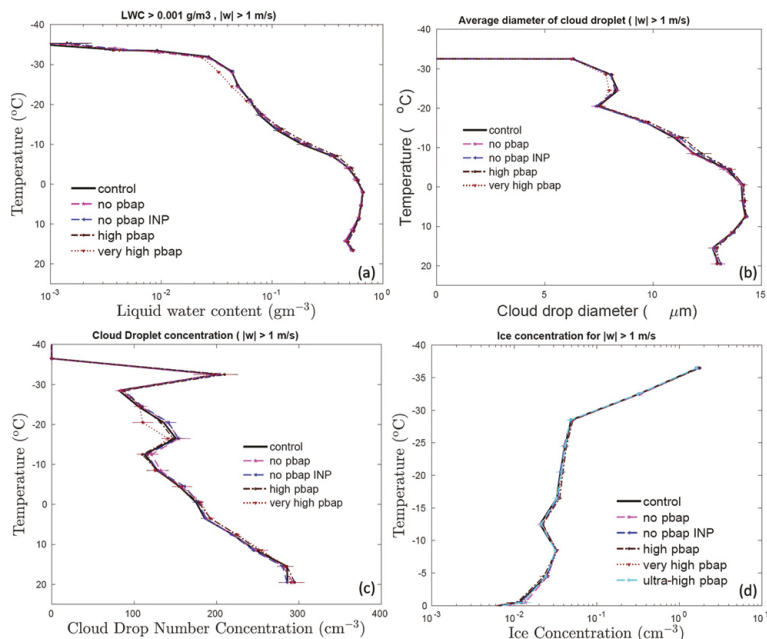 LWC > 0.001 g/m3 , |w| > 1 m/s
-40
-30
-20
-10
0
10
20
Temperature (°C)
control
no pbap
no pbap INP
high pbap
very high pbap
(a)
10⁻³ 10⁻² 10⁻¹ 10⁰
Liquid water content (gm⁻³)
Average diameter of cloud droplet ( |w| > 1 m/s)
-40
-30
-20
-10
0
10
20
Temperature ( °C)
control
no pbap
no pbap INP
high pbap
very high pbap
(b)
0 5 10 15
Cloud drop diameter ( μm)
Cloud Droplet concentration ( |w| > 1 m/s)
-40
-30
-20
-10
0
10
20
Temperature (°C)
control
no pbap
no pbap INP
high pbap
very high pbap
(c)
0 100 200 300 400
Cloud Drop Number Concentration (cm⁻³)
Ice concentration for |w| > 1 m/s
-40
-35
-30
-25
-20
-15
-10
-5
0
Temperature (°C)
control
no pbap
no pbap INP
high pbap
very high pbap
ultra-high pbap
(d)
10⁻³ 10⁻² 10⁻¹ 10⁰ 10¹
Ice Concentration (cm⁻³)